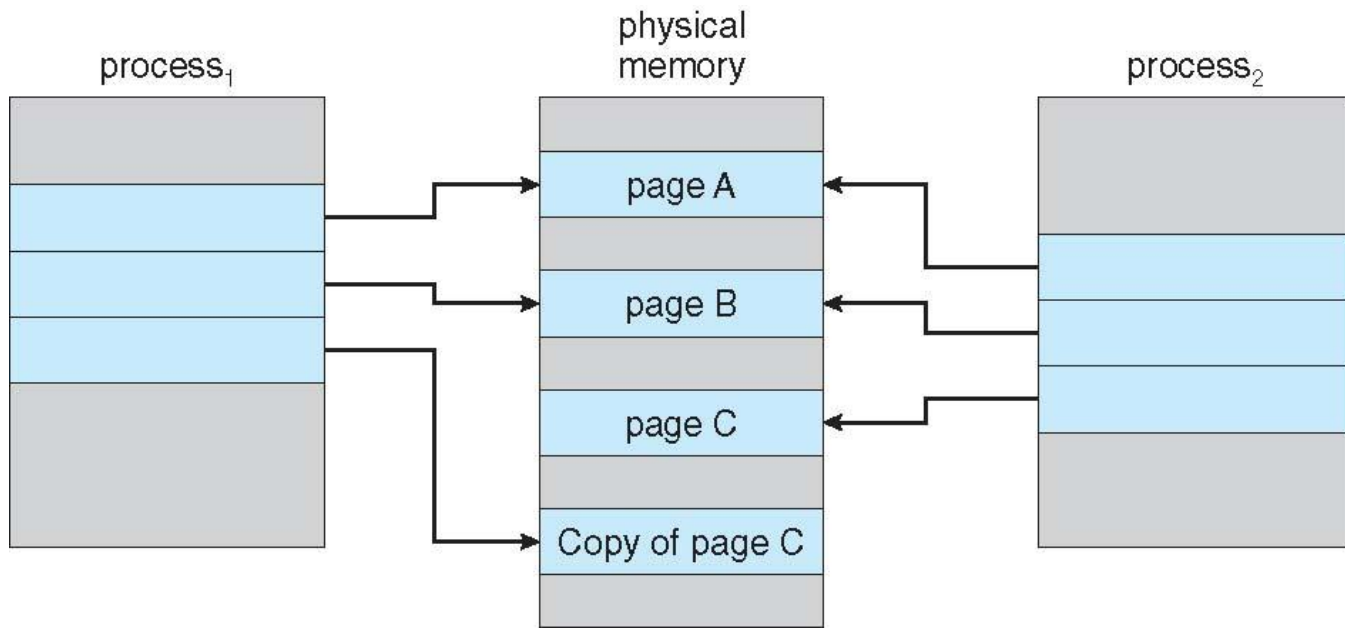 process₁
physical
memory
process₂
page A
page B
page C
Copy of page C